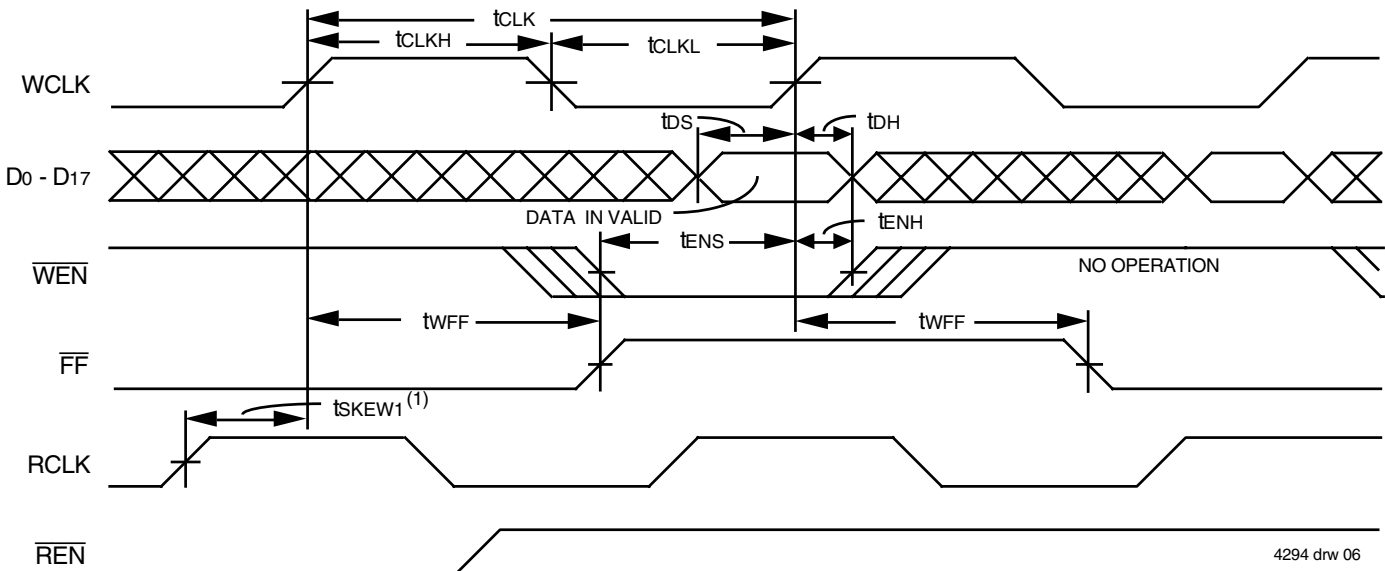 tCLK
tCLKH
tCLKL
WCLK
tDS
tDH
D0 - D17
DATA IN VALID
tENS
tENH
WEN
NO OPERATION
tWFF
tWFF
FF
tSKEW1(1)
RCLK
REN
4294 drw 06